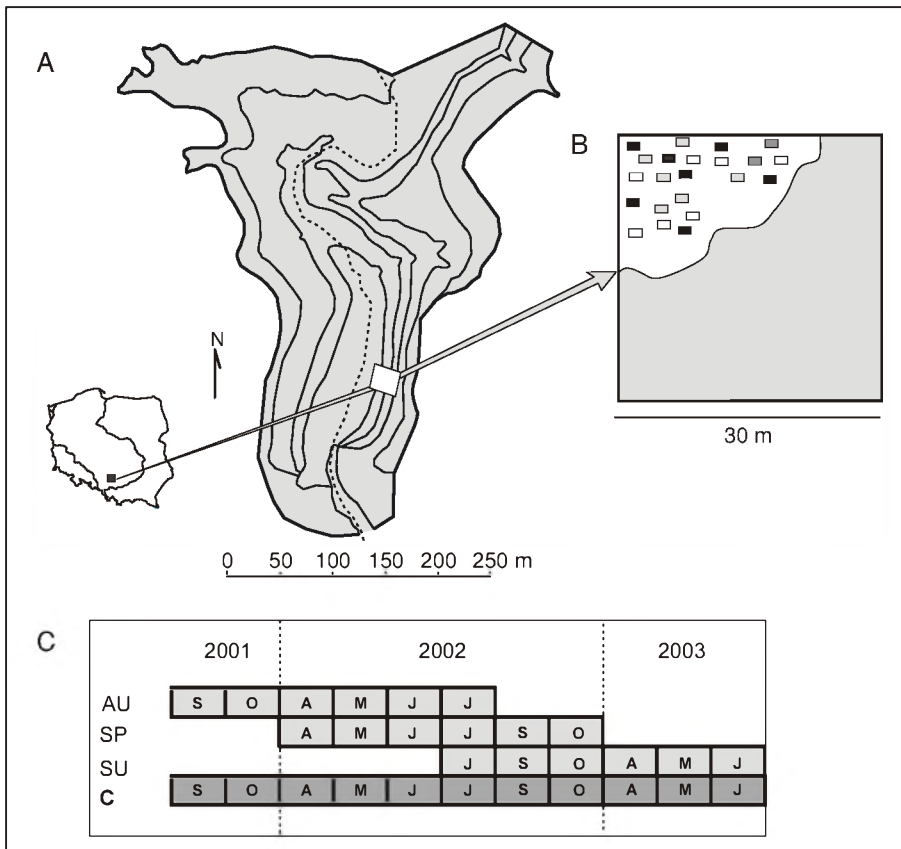 A
B
N
30 m
0 50 100 150 200 250 m
C
2001 2002 2003
AU S O A M J J
SP A M J J S O
SU J S O A M J
C S O A M J J S O A M J